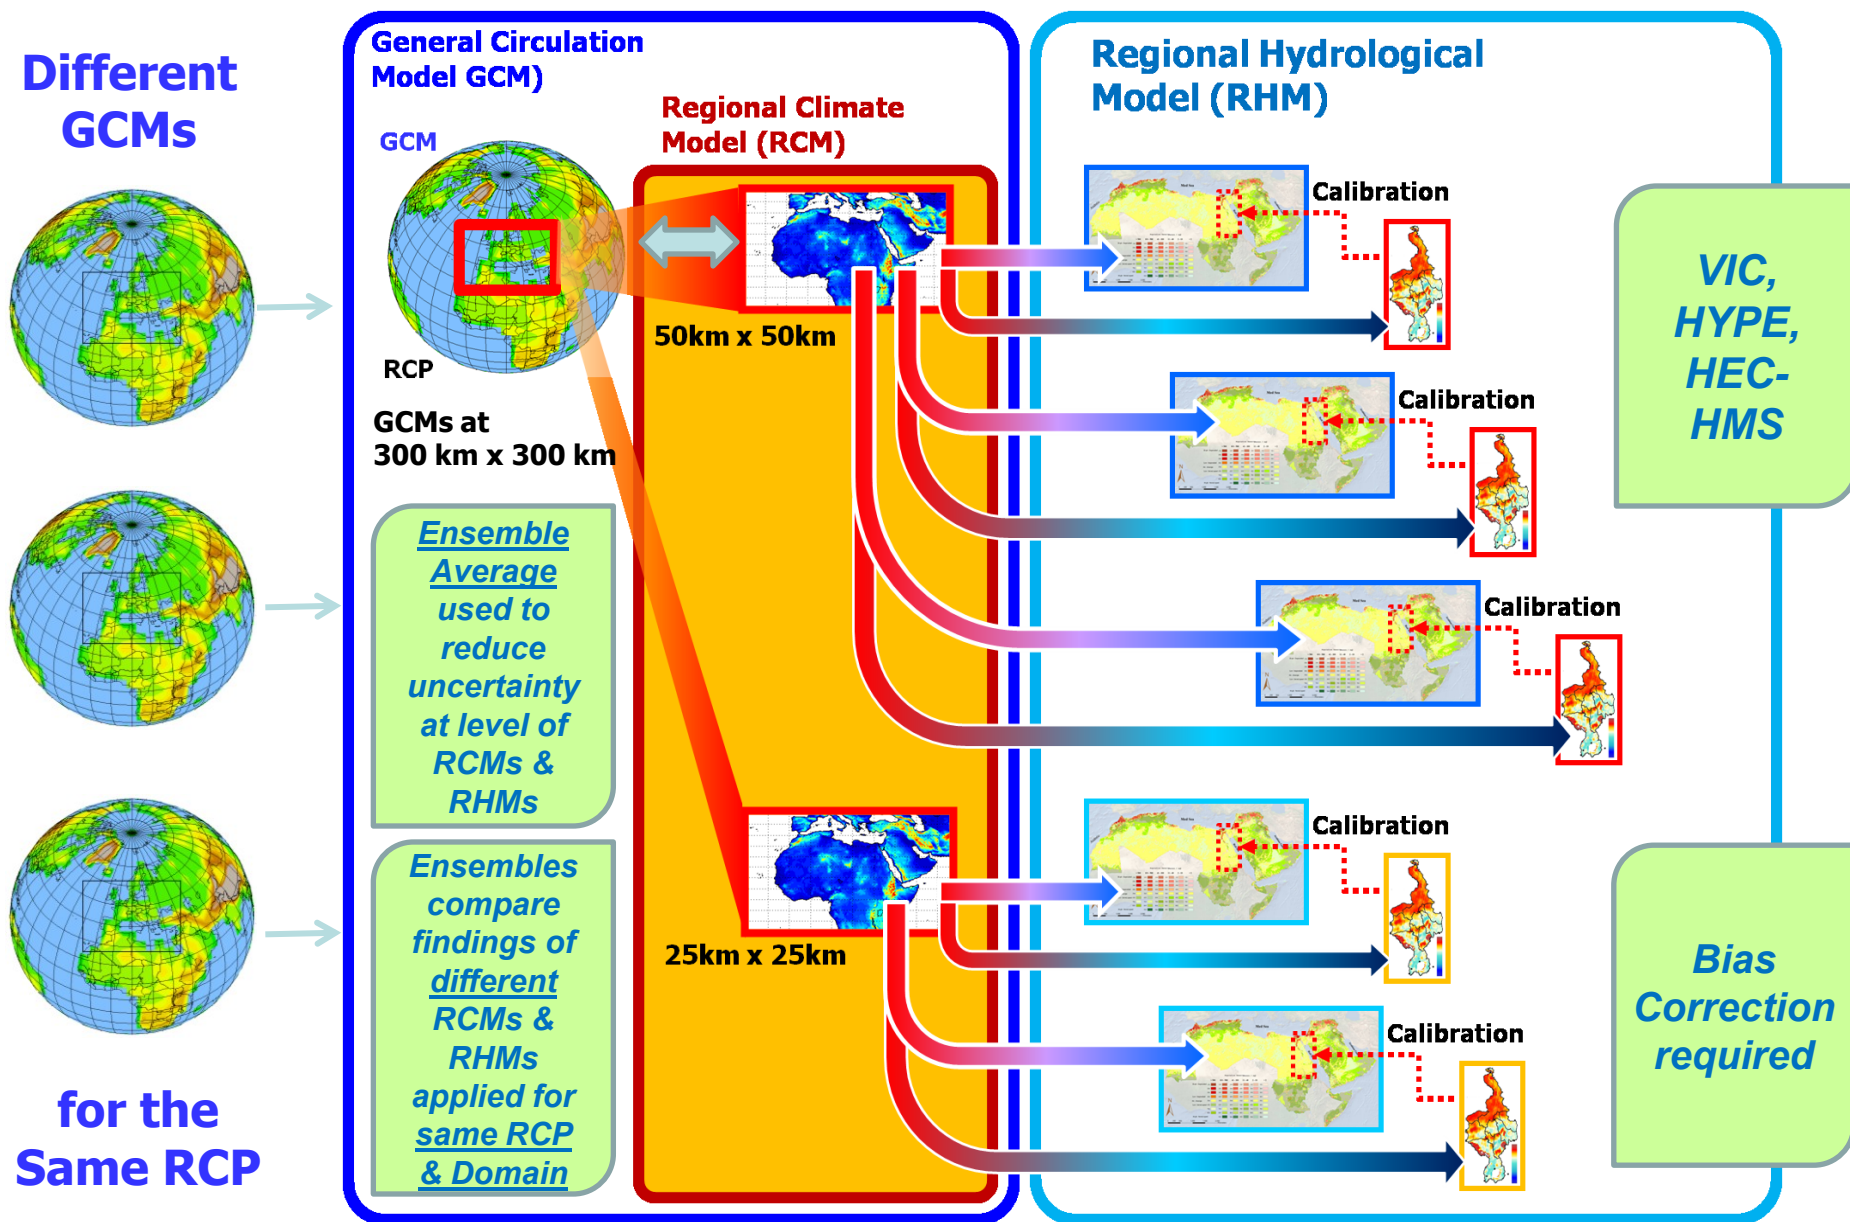 Different
GCMs
for the
Same RCP
General Circulation
Model GCM)
GCM
RCP
GCMs at
300 km x 300 km
Ensemble
Average
used to
reduce
uncertainty
at level of
RCMs &
RHMs
Ensembles
compare
findings of
different
RCMs &
RHMs
applied for
same RCP
& Domain
Regional Climate
Model (RCM)
50km x 50km
25km x 25km
Regional Hydrological
Model (RHM)
Calibration
Calibration
Calibration
Calibration
Calibration
VIC,
HYPE,
HEC-
HMS
Bias
Correction
required